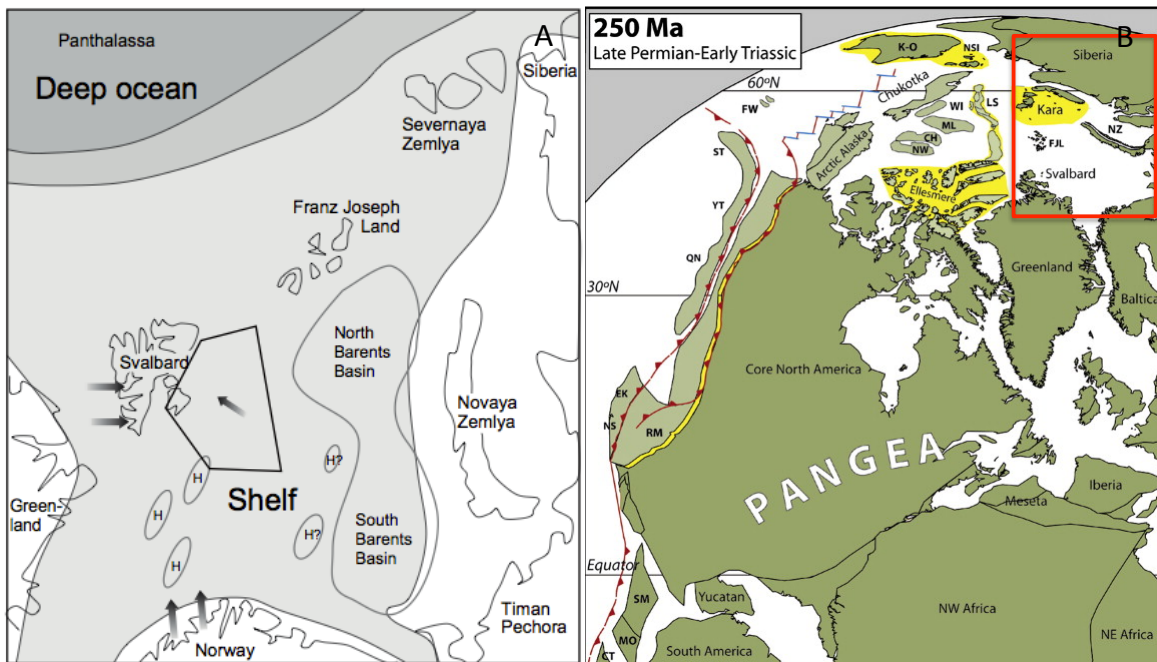 A
Panthalassa
Deep ocean
Siberia
Severnaya
Zemlya
Franz Joseph
Land
North
Barents
Basin
Svalbard
Novaya
Zemlya
Green-
land
H
H?
Shelf
H
H?
H
South
Barents
Basin
Timan
Pechora
Norway
250 Ma
Late Permian-Early Triassic
B
K-O
NSI
Siberia
60ºN
Chukotka
FW
WI
LS
Kara
ML
NZ
ST
CH
FJL
NW
Arctic Alaska
Svalbard
Ellesmere
YT
QN
Greenland
30ºN
Baltica
Core North America
EK
NS
RM
PANGEA
Iberia
Meseta
Equator
SM
Yucatan
NW Africa
MO
NE Africa
CT
South America